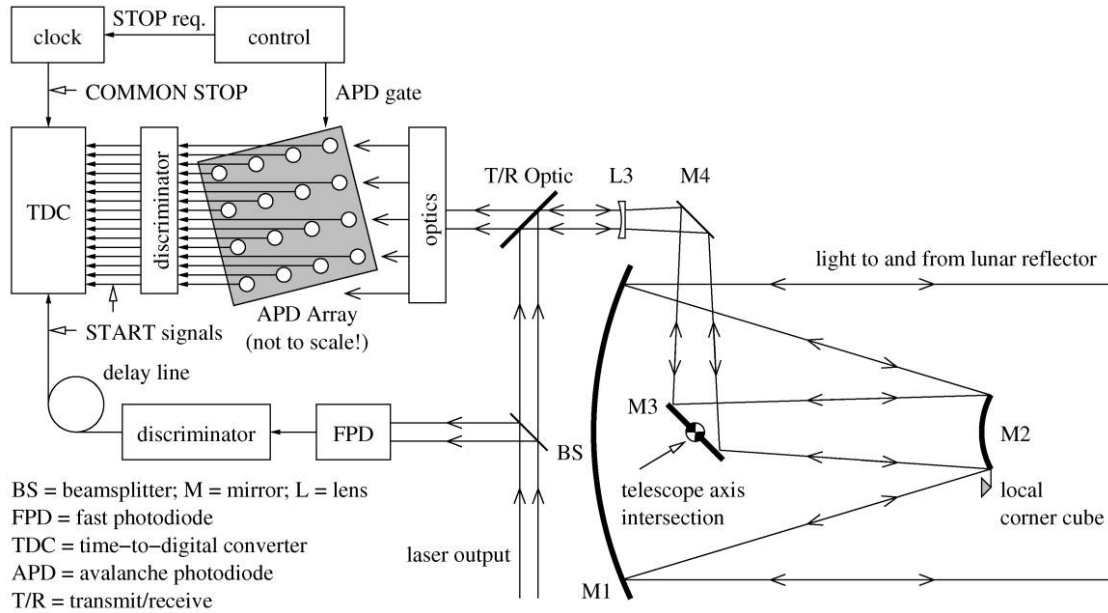 STOP req.
clock
control
COMMON STOP
APD gate
TDC
discriminator
optics
T/R Optic
L3
M4
light to and from lunar reflector
START signals
APD Array
(not to scale!)
delay line
discriminator
FPD
BS
M3
M2
telescope axis
intersection
local
corner cube
laser output
M1
BS = beamsplitter; M = mirror; L = lens
FPD = fast photodiode
TDC = time−to−digital converter
APD = avalanche photodiode
T/R = transmit/receive